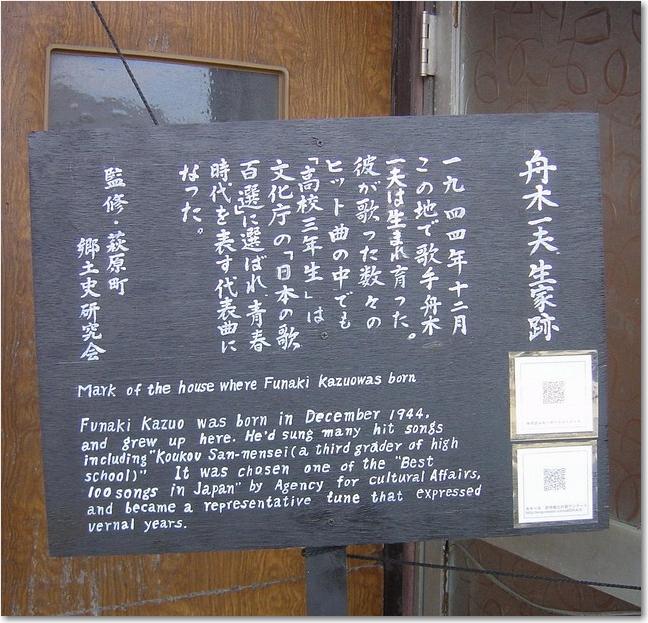 舟木一夫 生家跡
一九四四年十二月
この地で歌手舟木
一夫は生まれ育った。
彼が歌った数々の
ヒット曲の中でも
「高校三年生」は
文化庁の「日本の歌
百選」に選ばれ、青春
時代を表す代表曲に
なった。
監修・萩原町
郷土史研究会
Mark of the house where Funaki Kazuowas born
Funaki Kazuo was born in December 1944.
and grew up here. He'd sung many hit songs
including "Koukou San-nensei(a third grader of high
school)" It was chosen one of the "Best
100 songs in Japan" by Agency for cultural Affairs,
and became a representative tune that expressed
vernal years.